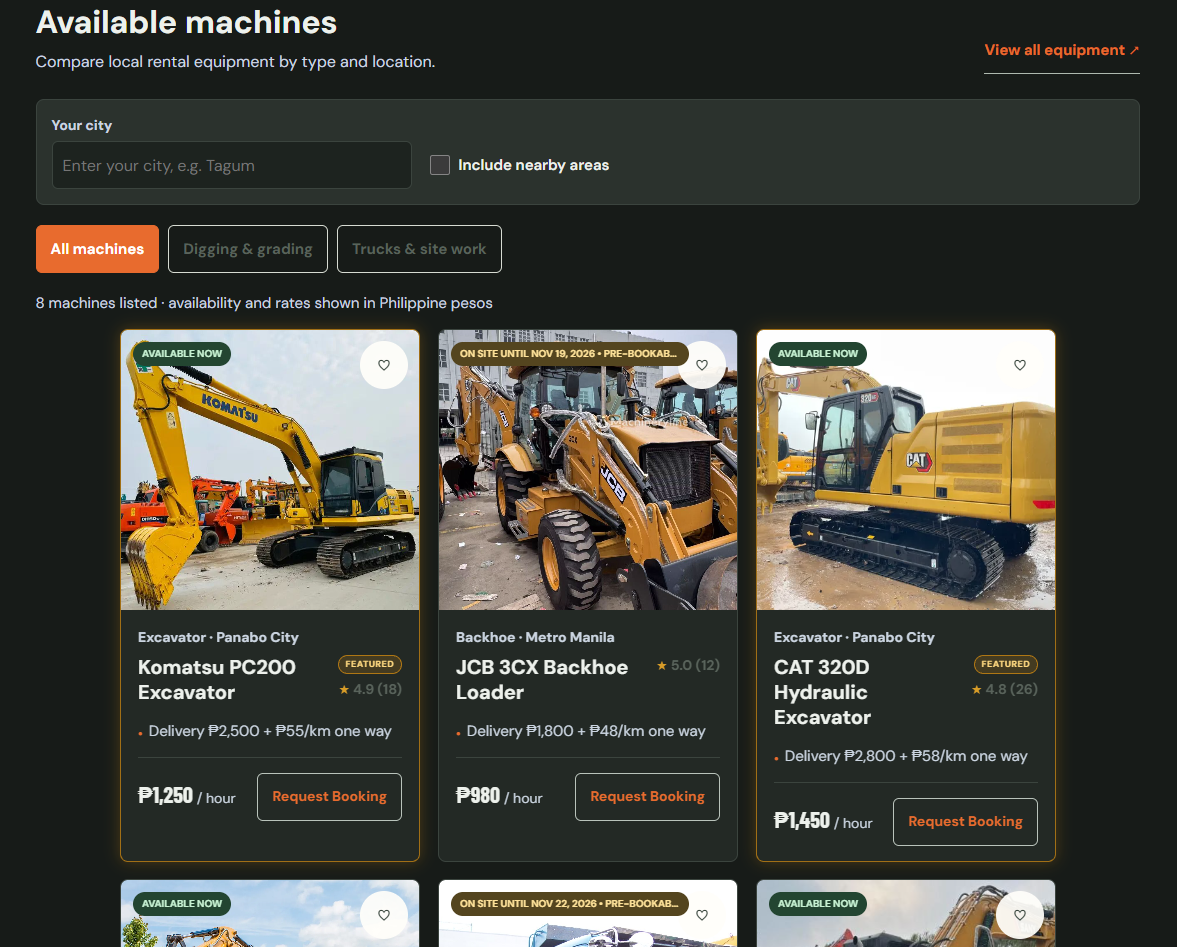 Available machines
Compare local rental equipment by type and location.
View all equipment ↗
Your city
Enter your city, e.g. Tagum
Include nearby areas
All machines
Digging & grading
Trucks & site work
8 machines listed · availability and rates shown in Philippine pesos
AVAILABLE NOW
KOMATSU
ON SITE UNTIL NOV 19, 2026 • PRE-BOOKAB...
3CX
JCB
AVAILABLE NOW
CAT
320
CAT
Excavator · Panabo City
Komatsu PC200
Excavator
FEATURED
★ 4.9 (18)
• Delivery ₱2,500 + ₱55/km one way
₱1,250 / hour
Request Booking
Backhoe · Metro Manila
JCB 3CX Backhoe
Loader
★ 5.0 (12)
• Delivery ₱1,800 + ₱48/km one way
₱980 / hour
Request Booking
Excavator · Panabo City
CAT 320D
Hydraulic
Excavator
FEATURED
★ 4.8 (26)
• Delivery ₱2,800 + ₱58/km one way
₱1,450 / hour
Request Booking
AVAILABLE NOW
ON SITE UNTIL NOV 22, 2026 • PRE-BOOKAB...
AVAILABLE NOW